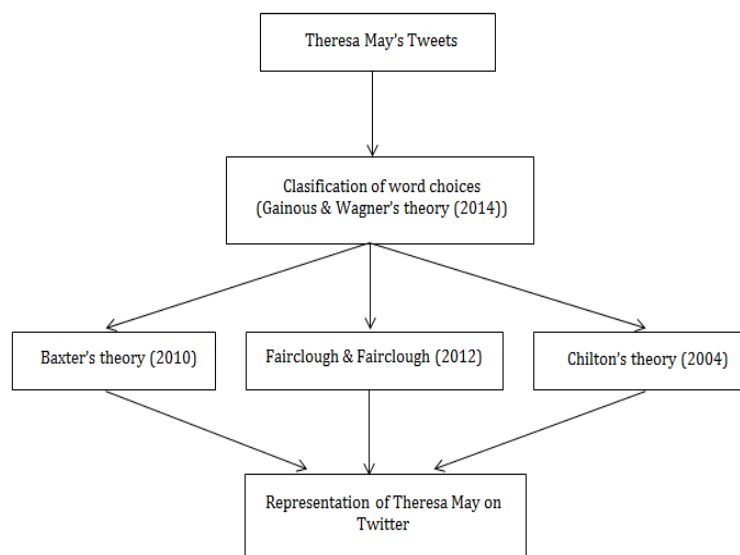 Theresa May's Tweets
Clasification of word choices
(Gainous & Wagner's theory (2014))
Baxter's theory (2010)
Fairclough & Fairclough (2012)
Chilton's theory (2004)
Representation of Theresa May on
Twitter